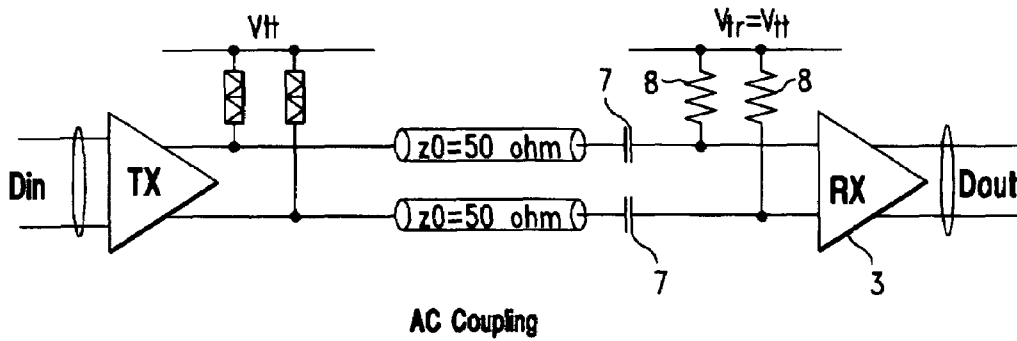 Vtt
Vtr=Vtt
7
8
8
Din
TX
z0=50 ohm
z0=50 ohm
7
RX
3
Dout
AC Coupling